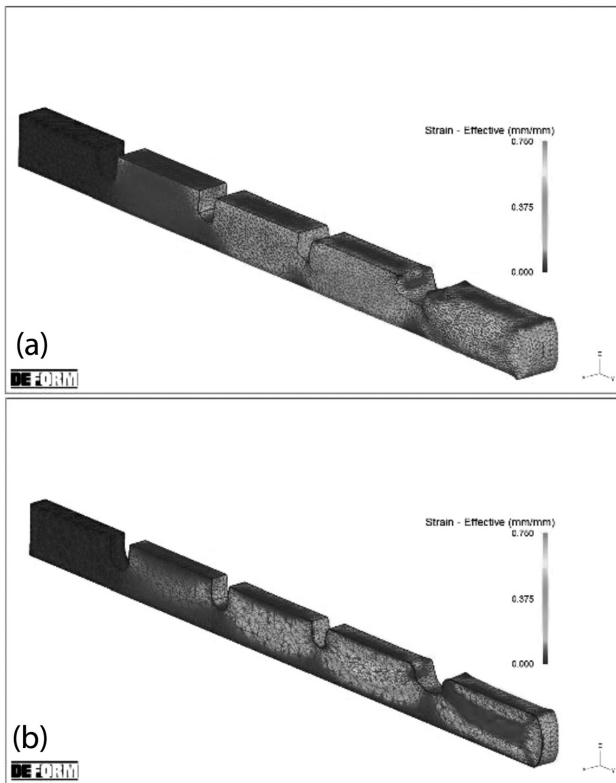 Strain - Effective (mm/mm)
0.750
0.375
0.000
(a)
DEFORM
Strain - Effective (mm/mm)
0.750
0.375
0.000
(b)
DEFORM